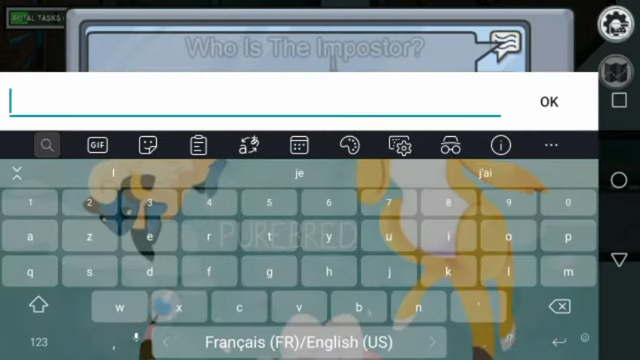 TOTAL TASKS
Who Is The Impostor?
OK
GIF
l je j'ai
1 2 3 4 5 6 7 8 9 0
a z e r t y u i o p
PUREBRED
q s d f g h j k l m
w x c v b n '
123 , Français (FR)/English (US) .